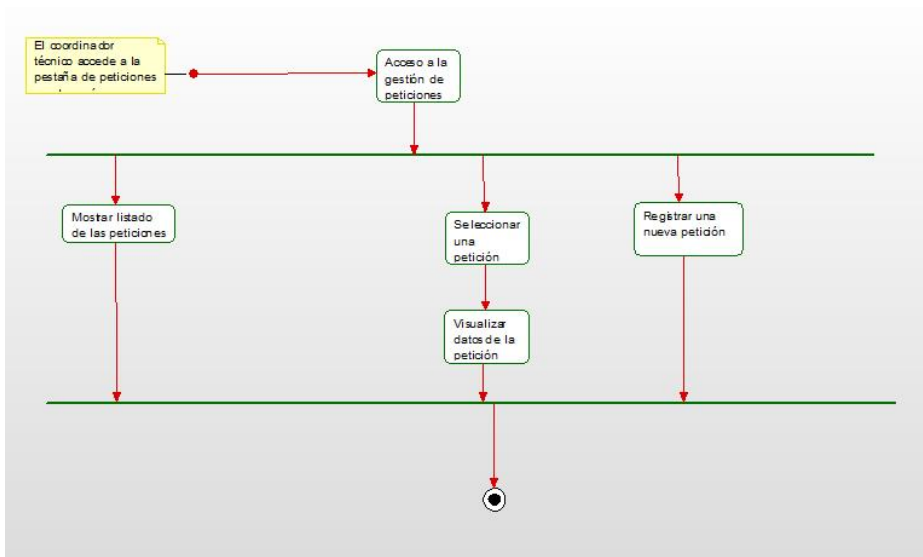 El coordinador
técnico accede a la
pestaña de peticiones
Acceso a la
gestión de
peticiones
Mostrar listado
de las peticiones
Seleccionar
una
petición
Registrar una
nueva petición
Visualizar
datos de la
petición